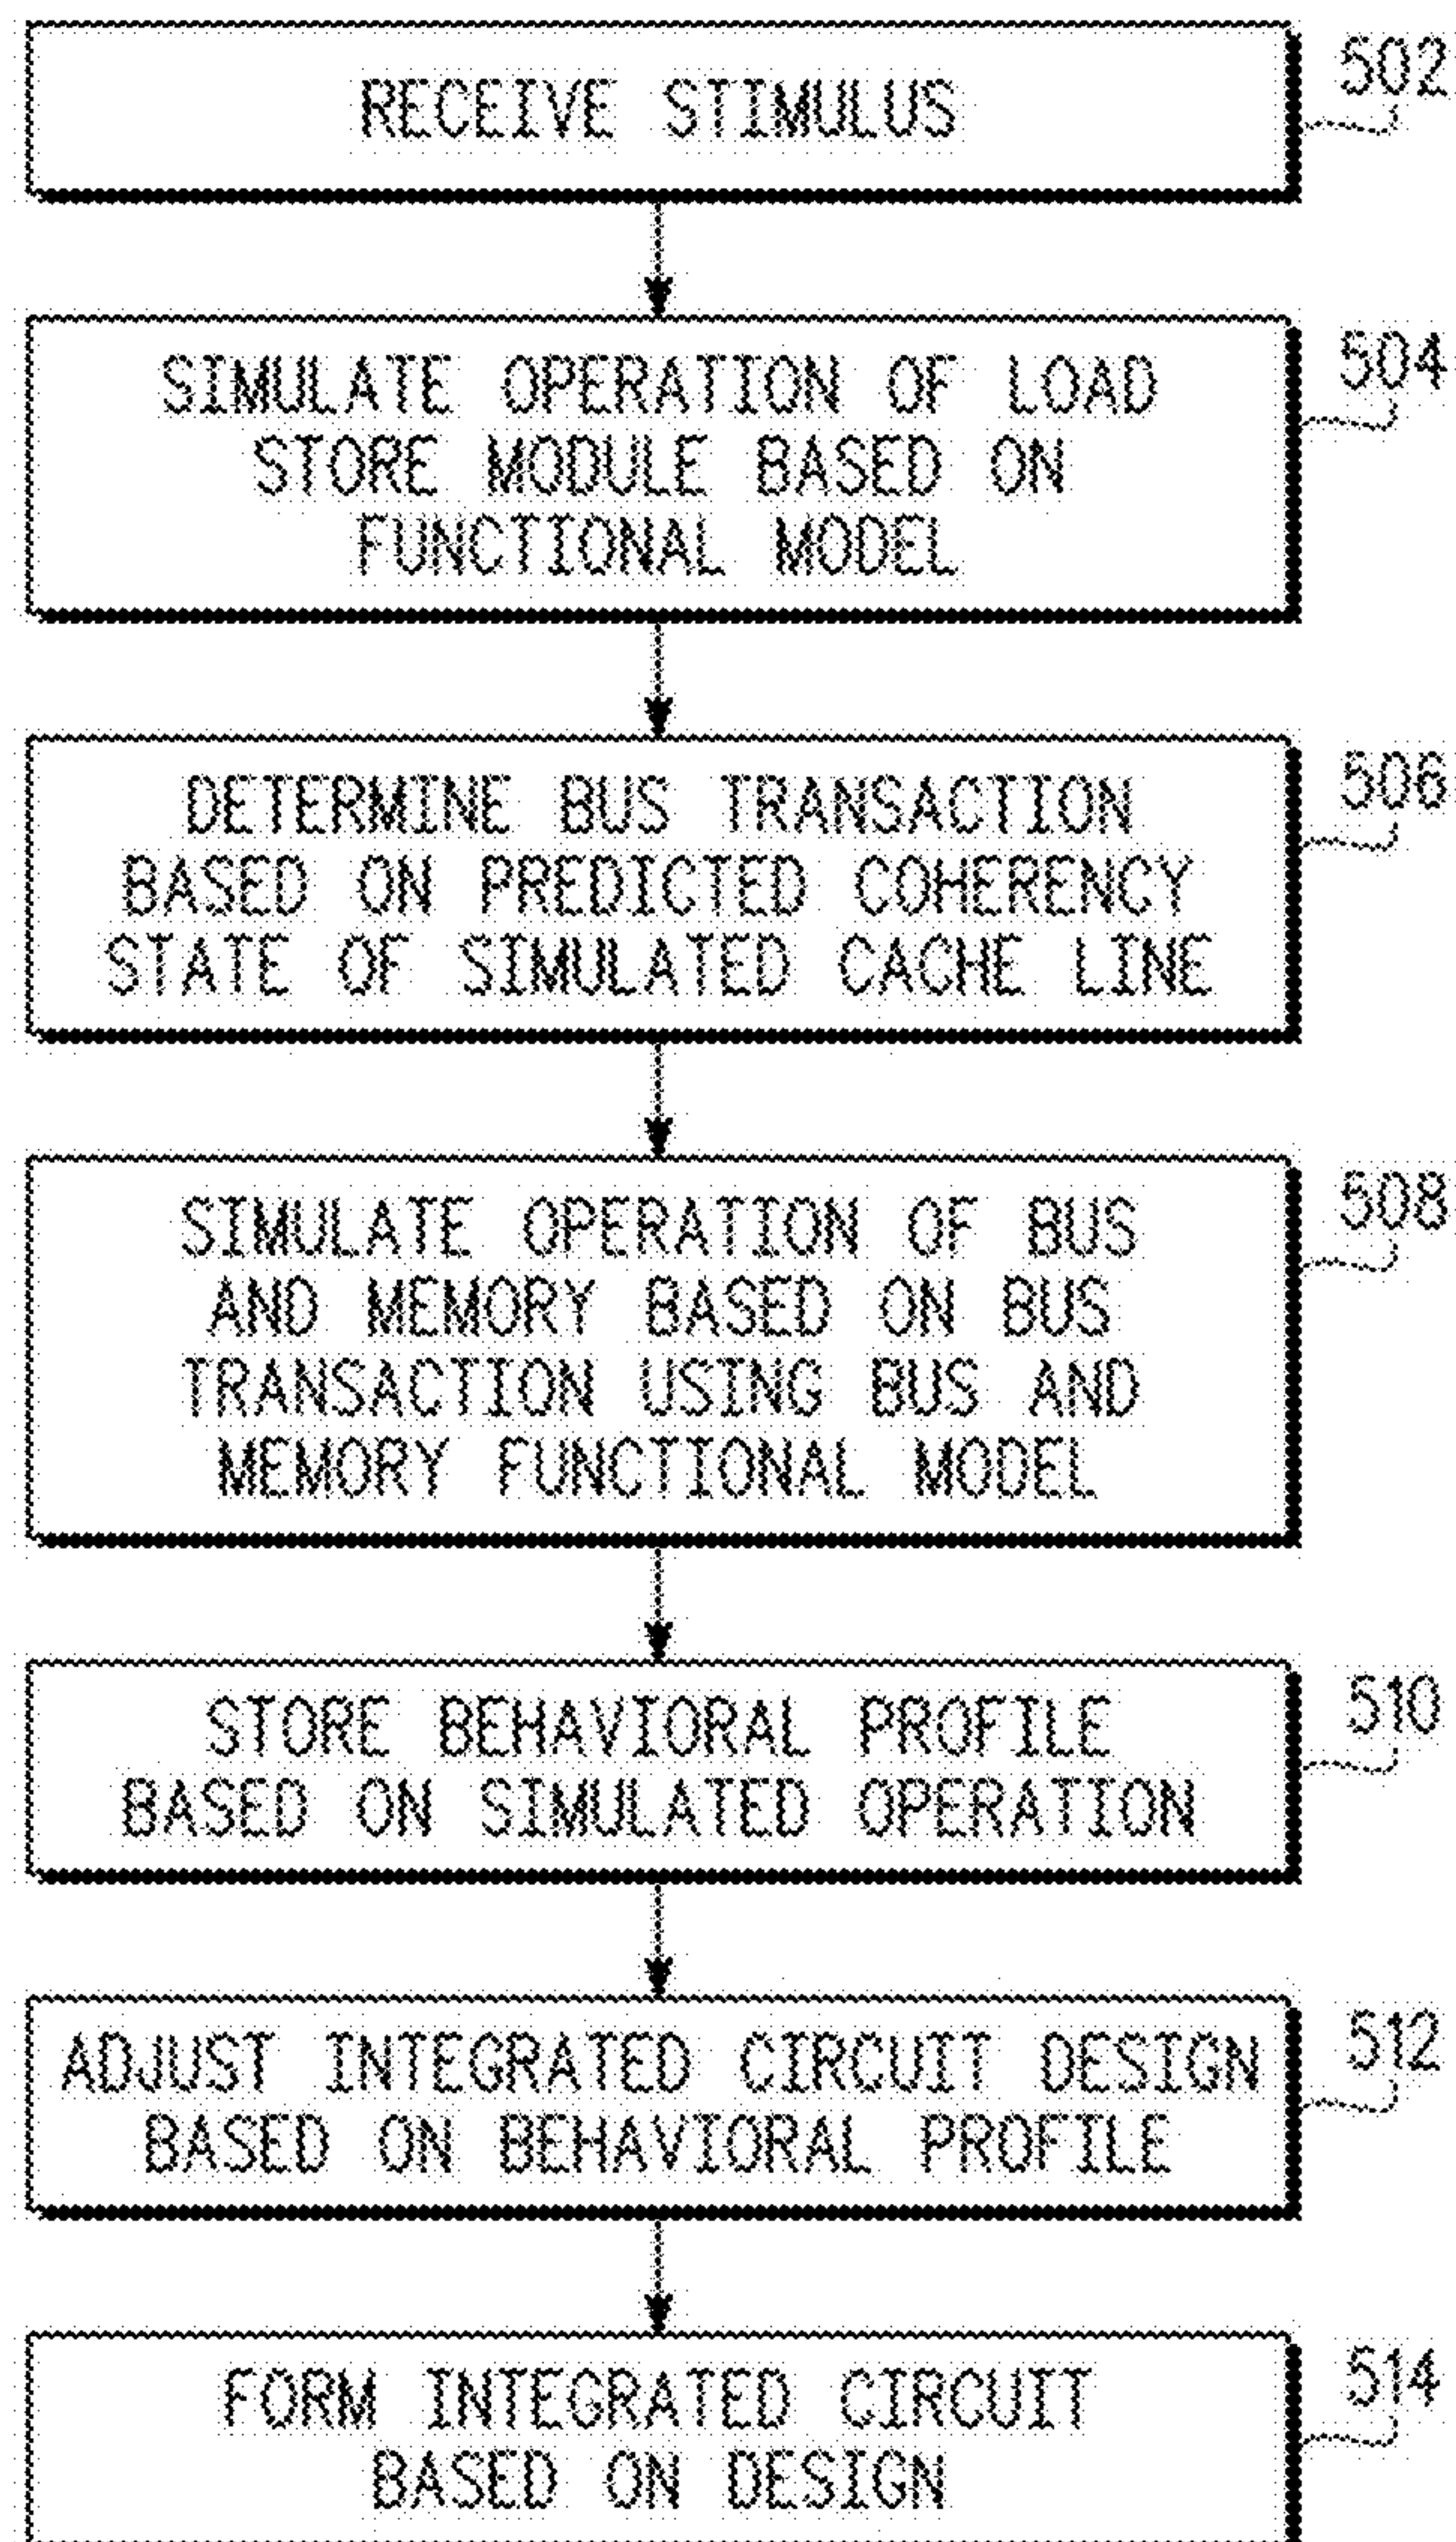 RECEIVE STIMULUS
502
SIMULATE OPERATION OF LOAD
STORE MODULE BASED ON
FUNCTIONAL MODEL
504
DETERMINE BUS TRANSACTION
BASED ON PREDICTED COHERENCY
STATE OF SIMULATED CACHE LINE
506
SIMULATE OPERATION OF BUS
AND MEMORY BASED ON BUS
TRANSACTION USING BUS AND
MEMORY FUNCTIONAL MODEL
508
STORE BEHAVIORAL PROFILE
BASED ON SIMULATED OPERATION
510
ADJUST INTEGRATED CIRCUIT DESIGN
BASED ON BEHAVIORAL PROFILE
512
FORM INTEGRATED CIRCUIT
BASED ON DESIGN
514